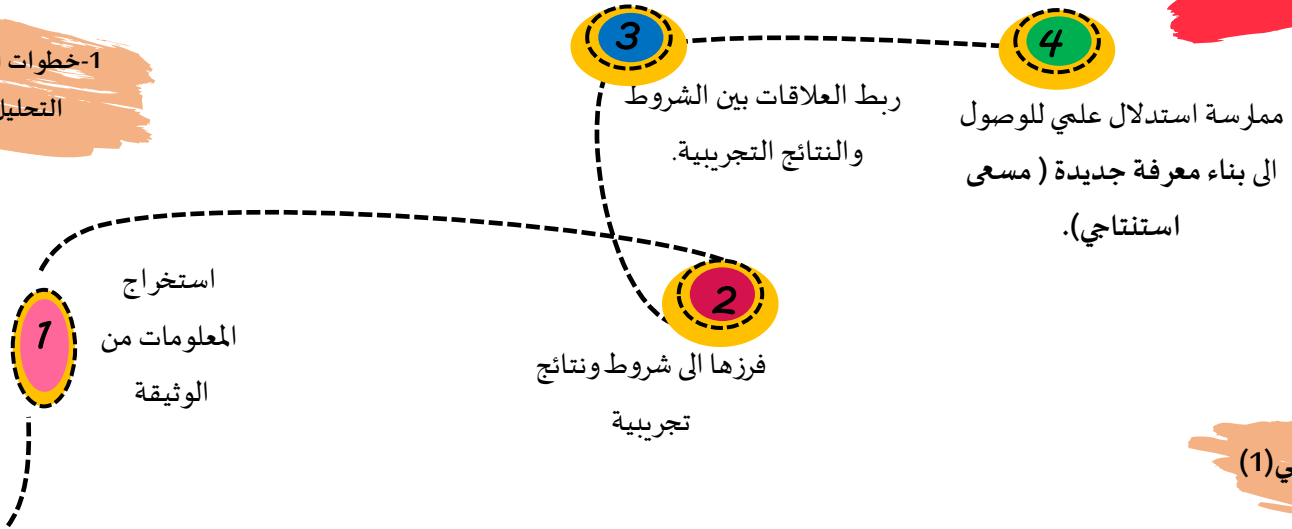 1-خطوات
التحليل
1
استخراج
المعلومات من
الوثيقة
2
فرزها الى شروط ونتائج
تجريبية
3
ربط العلاقات بين الشروط
والنتائج التجريبية.
4
ممارسة استدلال علمي للوصول
الى بناء معرفة جديدة ( مسعى
استنتاجي).
(1)